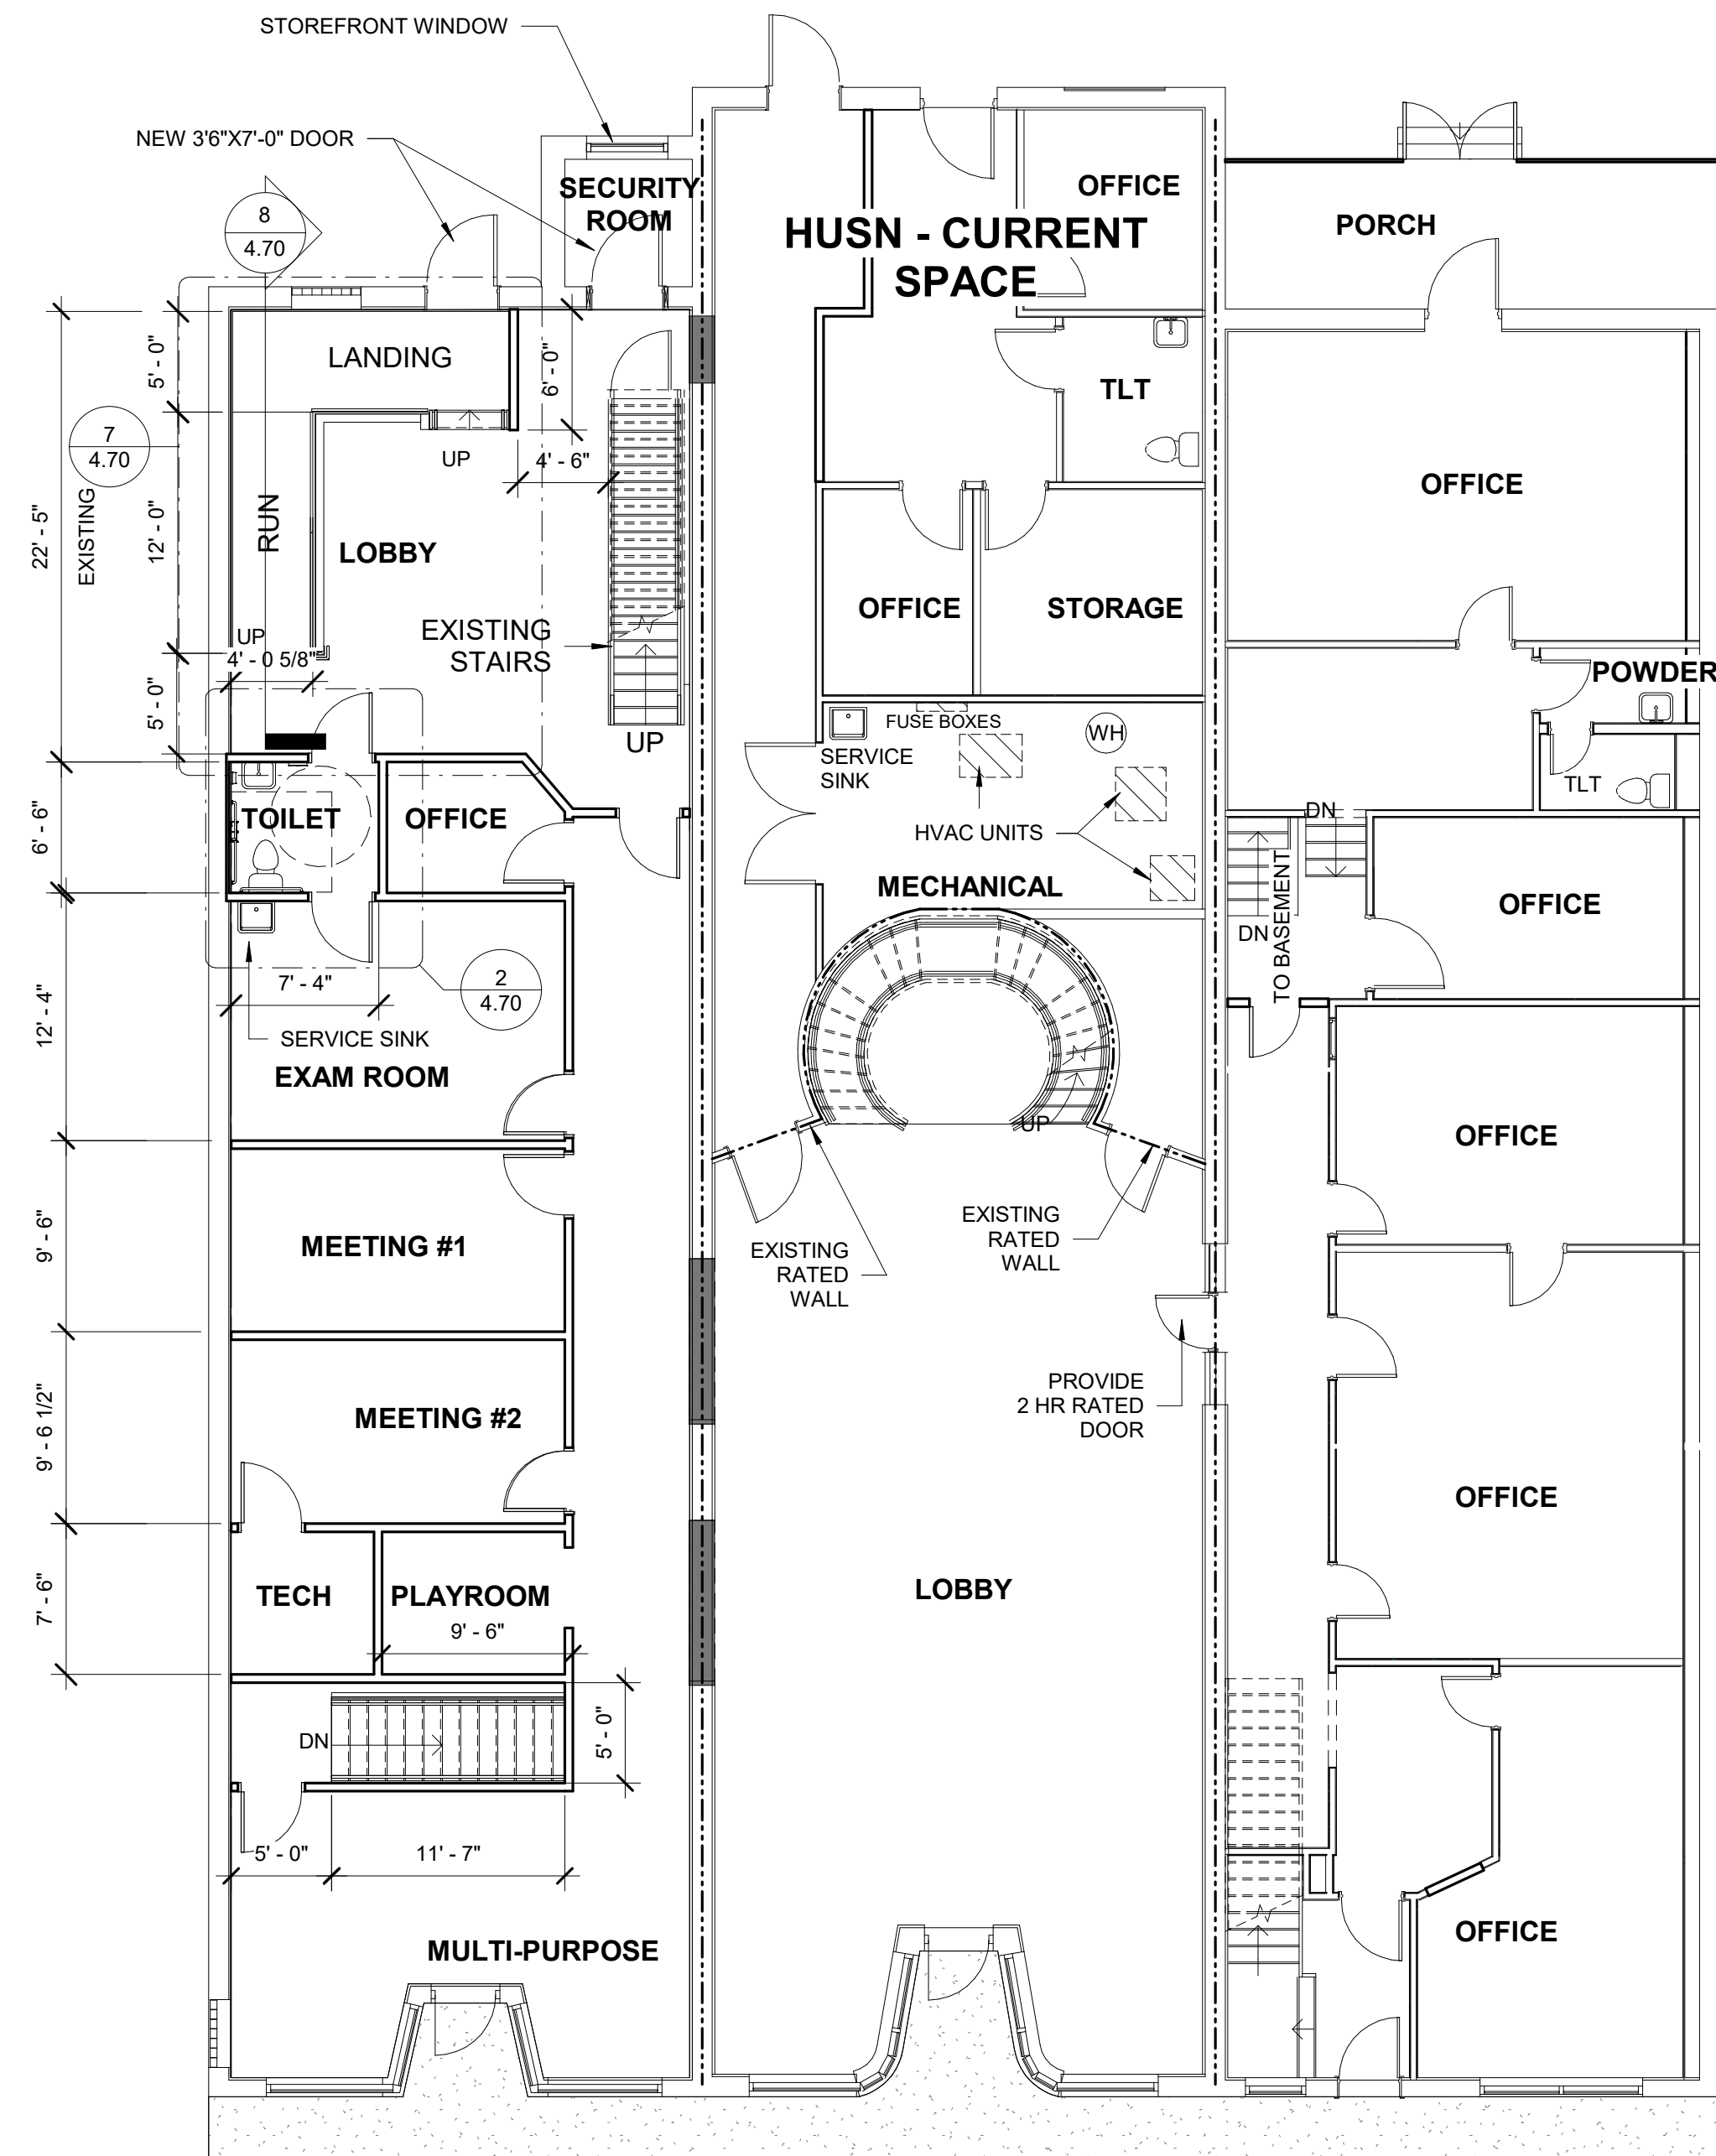 STOREFRONT WINDOW
NEW 3'6"X7'-0" DOOR
8
4.70
SECURITY
ROOM
OFFICE
HUSN - CURRENT
SPACE
PORCH
LANDING
5' - 0"
6' - 0"
7
4.70
EXISTING
22' - 5"
12' - 0"
RUN
UP
4' - 6"
TLT
OFFICE
LOBBY
OFFICE
STORAGE
EXISTING
STAIRS
UP
4' - 0 5/8"
5' - 0"
POWDER
UP
FUSE BOXES
WH
SERVICE
SINK
TLT
6' - 6"
TOILET
OFFICE
HVAC UNITS
DN
MECHANICAL
OFFICE
DN
TO BASEMENT
12' - 4"
7' - 4"
2
4.70
SERVICE SINK
EXAM ROOM
UP
OFFICE
9' - 6"
MEETING #1
EXISTING
RATED
WALL
EXISTING
RATED
WALL
9' - 6 1/2"
MEETING #2
PROVIDE
2 HR RATED
DOOR
OFFICE
7' - 6"
TECH
PLAYROOM
9' - 6"
LOBBY
DN
5' - 0"
5' - 0"
11' - 7"
MULTI-PURPOSE
OFFICE